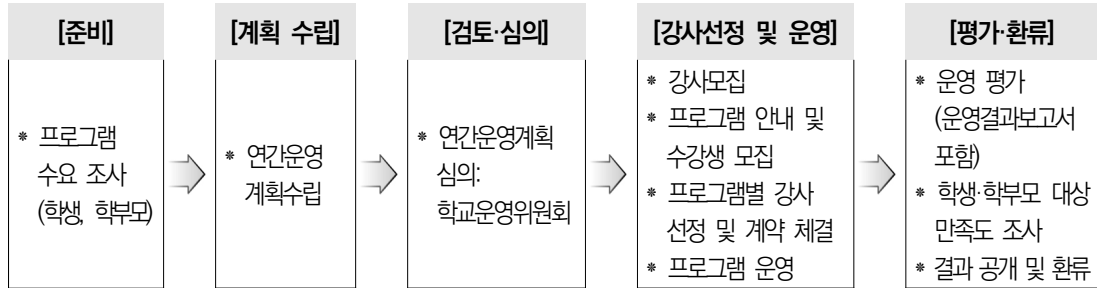 [준비]
※ 프로그램
수요 조사
(학생, 학부모)
[계획 수립]
※ 연간운영
계획수립
[검토·심의]
※ 연간운영계획
심의:
학교운영위원회
[강사선정 및 운영]
※ 강사모집
※ 프로그램 안내 및
수강생 모집
※ 프로그램별 강사
선정 및 계약 체결
※ 프로그램 운영
[평가·환류]
※ 운영 평가
(운영결과보고서
포함)
※ 학생·학부모 대상
만족도 조사
※ 결과 공개 및 환류